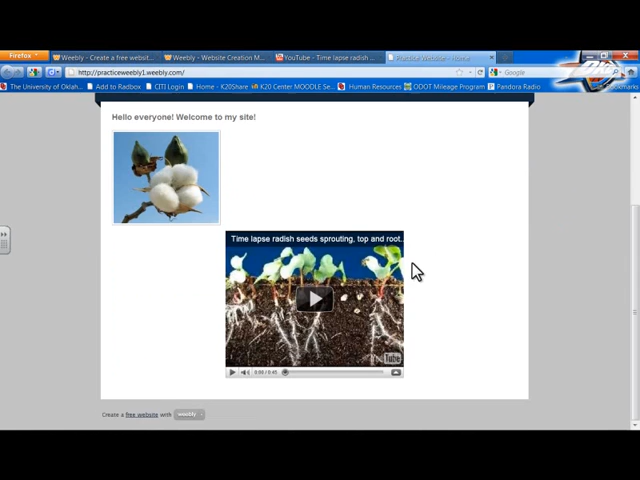 Firefox
Weebly - Create a free websit...
Weebly - Website Creation M...
YouTube - Time lapse radish ...
Practice Webline - Home
http://practiceweebly1.weebly.com/
Google
The University of Oklah...
Add to Radbox
CITI Login
Home - K20Share
K20 Center MOODLE Se...
Human Resources
ODOT Mileage Program
Pandora Radio
Bookmarks
Hello everyone! Welcome to my site!
Time lapse radish seeds sprouting, top and root...
Tube
0:00 / 0:45
Create a free website with weebly